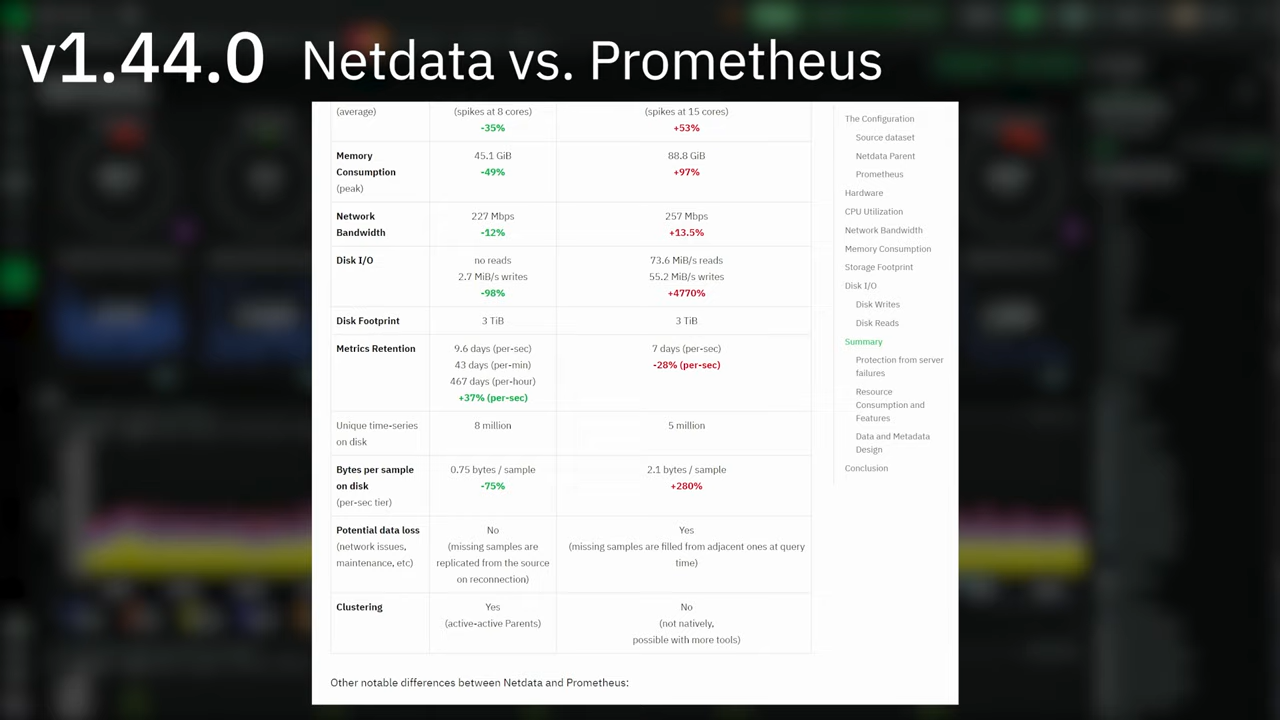 v1.44.0 Netdata vs. Prometheus
(average) (spikes at 8 cores) (spikes at 15 cores)
-35% +53%
Memory 45.1 GiB 88.8 GiB
Consumption -49% +97%
(peak)
Network 227 Mbps 257 Mbps
Bandwidth -12% +13.5%
Disk I/O no reads 73.6 MiB/s reads
2.7 MiB/s writes 55.2 MiB/s writes
-98% +4770%
Disk Footprint 3 TiB 3 TiB
Metrics Retention 9.6 days (per-sec) 7 days (per-sec)
43 days (per-min) -28% (per-sec)
467 days (per-hour)
+37% (per-sec)
Unique time-series 8 million 5 million
on disk
Bytes per sample 0.75 bytes / sample 2.1 bytes / sample
on disk -75% +280%
(per-sec tier)
Potential data loss No Yes
(network issues, (missing samples are (missing samples are filled from adjacent ones at query
maintenance, etc) replicated from the source time)
on reconnection)
Clustering Yes No
(active-active Parents) (not natively,
possible with more tools)
Other notable differences between Netdata and Prometheus:
The Configuration
Source dataset
Netdata Parent
Prometheus
Hardware
CPU Utilization
Network Bandwidth
Memory Consumption
Storage Footprint
Disk I/O
Disk Writes
Disk Reads
Summary
Protection from server
failures
Resource
Consumption and
Features
Data and Metadata
Design
Conclusion